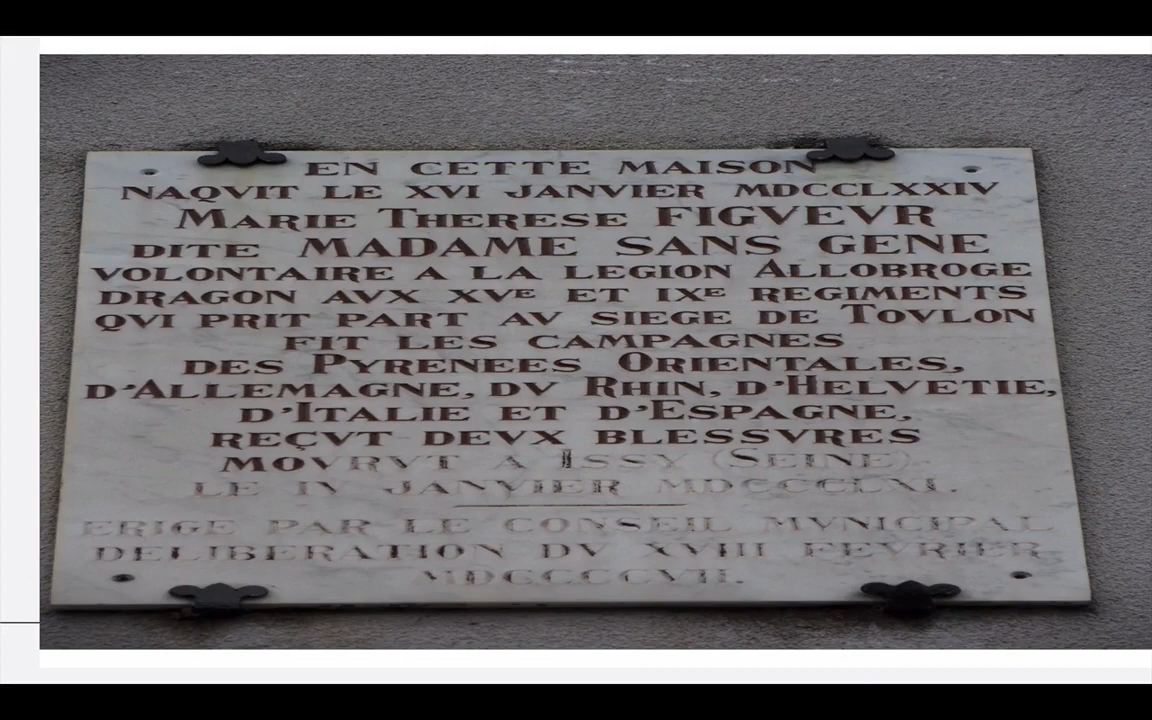 EN CETTE MAISON
NAQVIT LE XVI JANVIER MDCCLXXIV
MARIE THERESE FIGVEVR
DITE MADAME SANS GENE
VOLONTAIRE A LA LEGION ALLOBROGE
DRAGON AVX XVE ET IXE REGIMENTS
QVI PRIT PART AV SIEGE DE TOVLON
FIT LES CAMPAGNES
DES PYRENEES ORIENTALES,
D'ALLEMAGNE, DV RHIN, D'HELVETIE,
D'ITALIE ET D'ESPAGNE,
REÇVT DEVX BLESSVRES
MOVRVT A ISSY (SEINE)
LE IV JANVIER MDCCCLXI.
ERIGE PAR LE CONSEIL MVNICIPAL
DELIBERATION DV XVIII FEVRIER
MDCCCCVII.